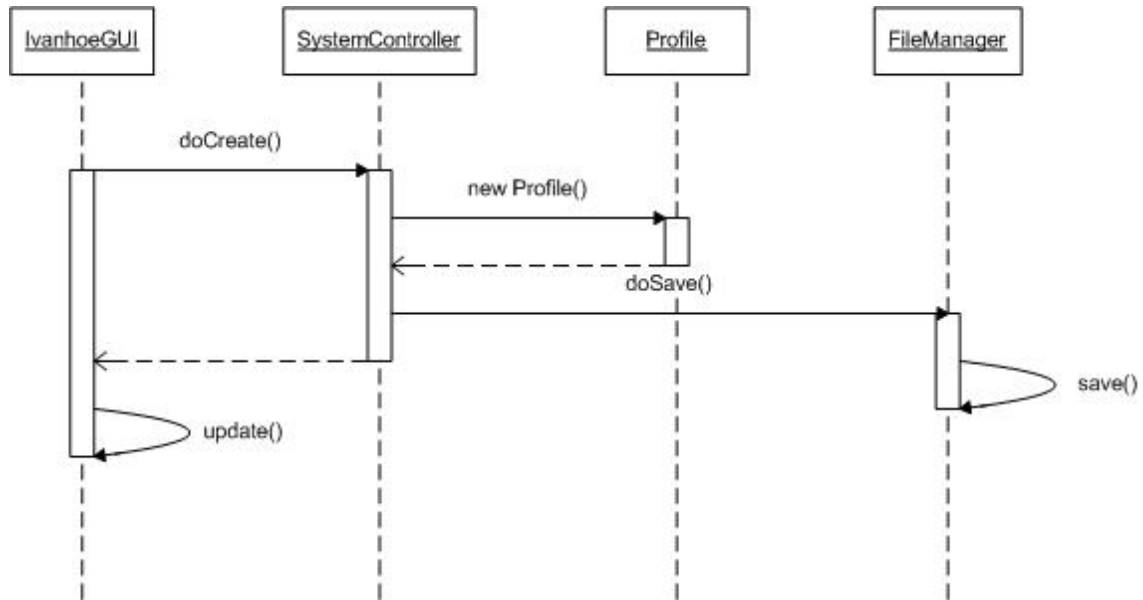 IvanhoeGUI
SystemController
Profile
FileManager
doCreate()
new Profile()
doSave()
save()
update()